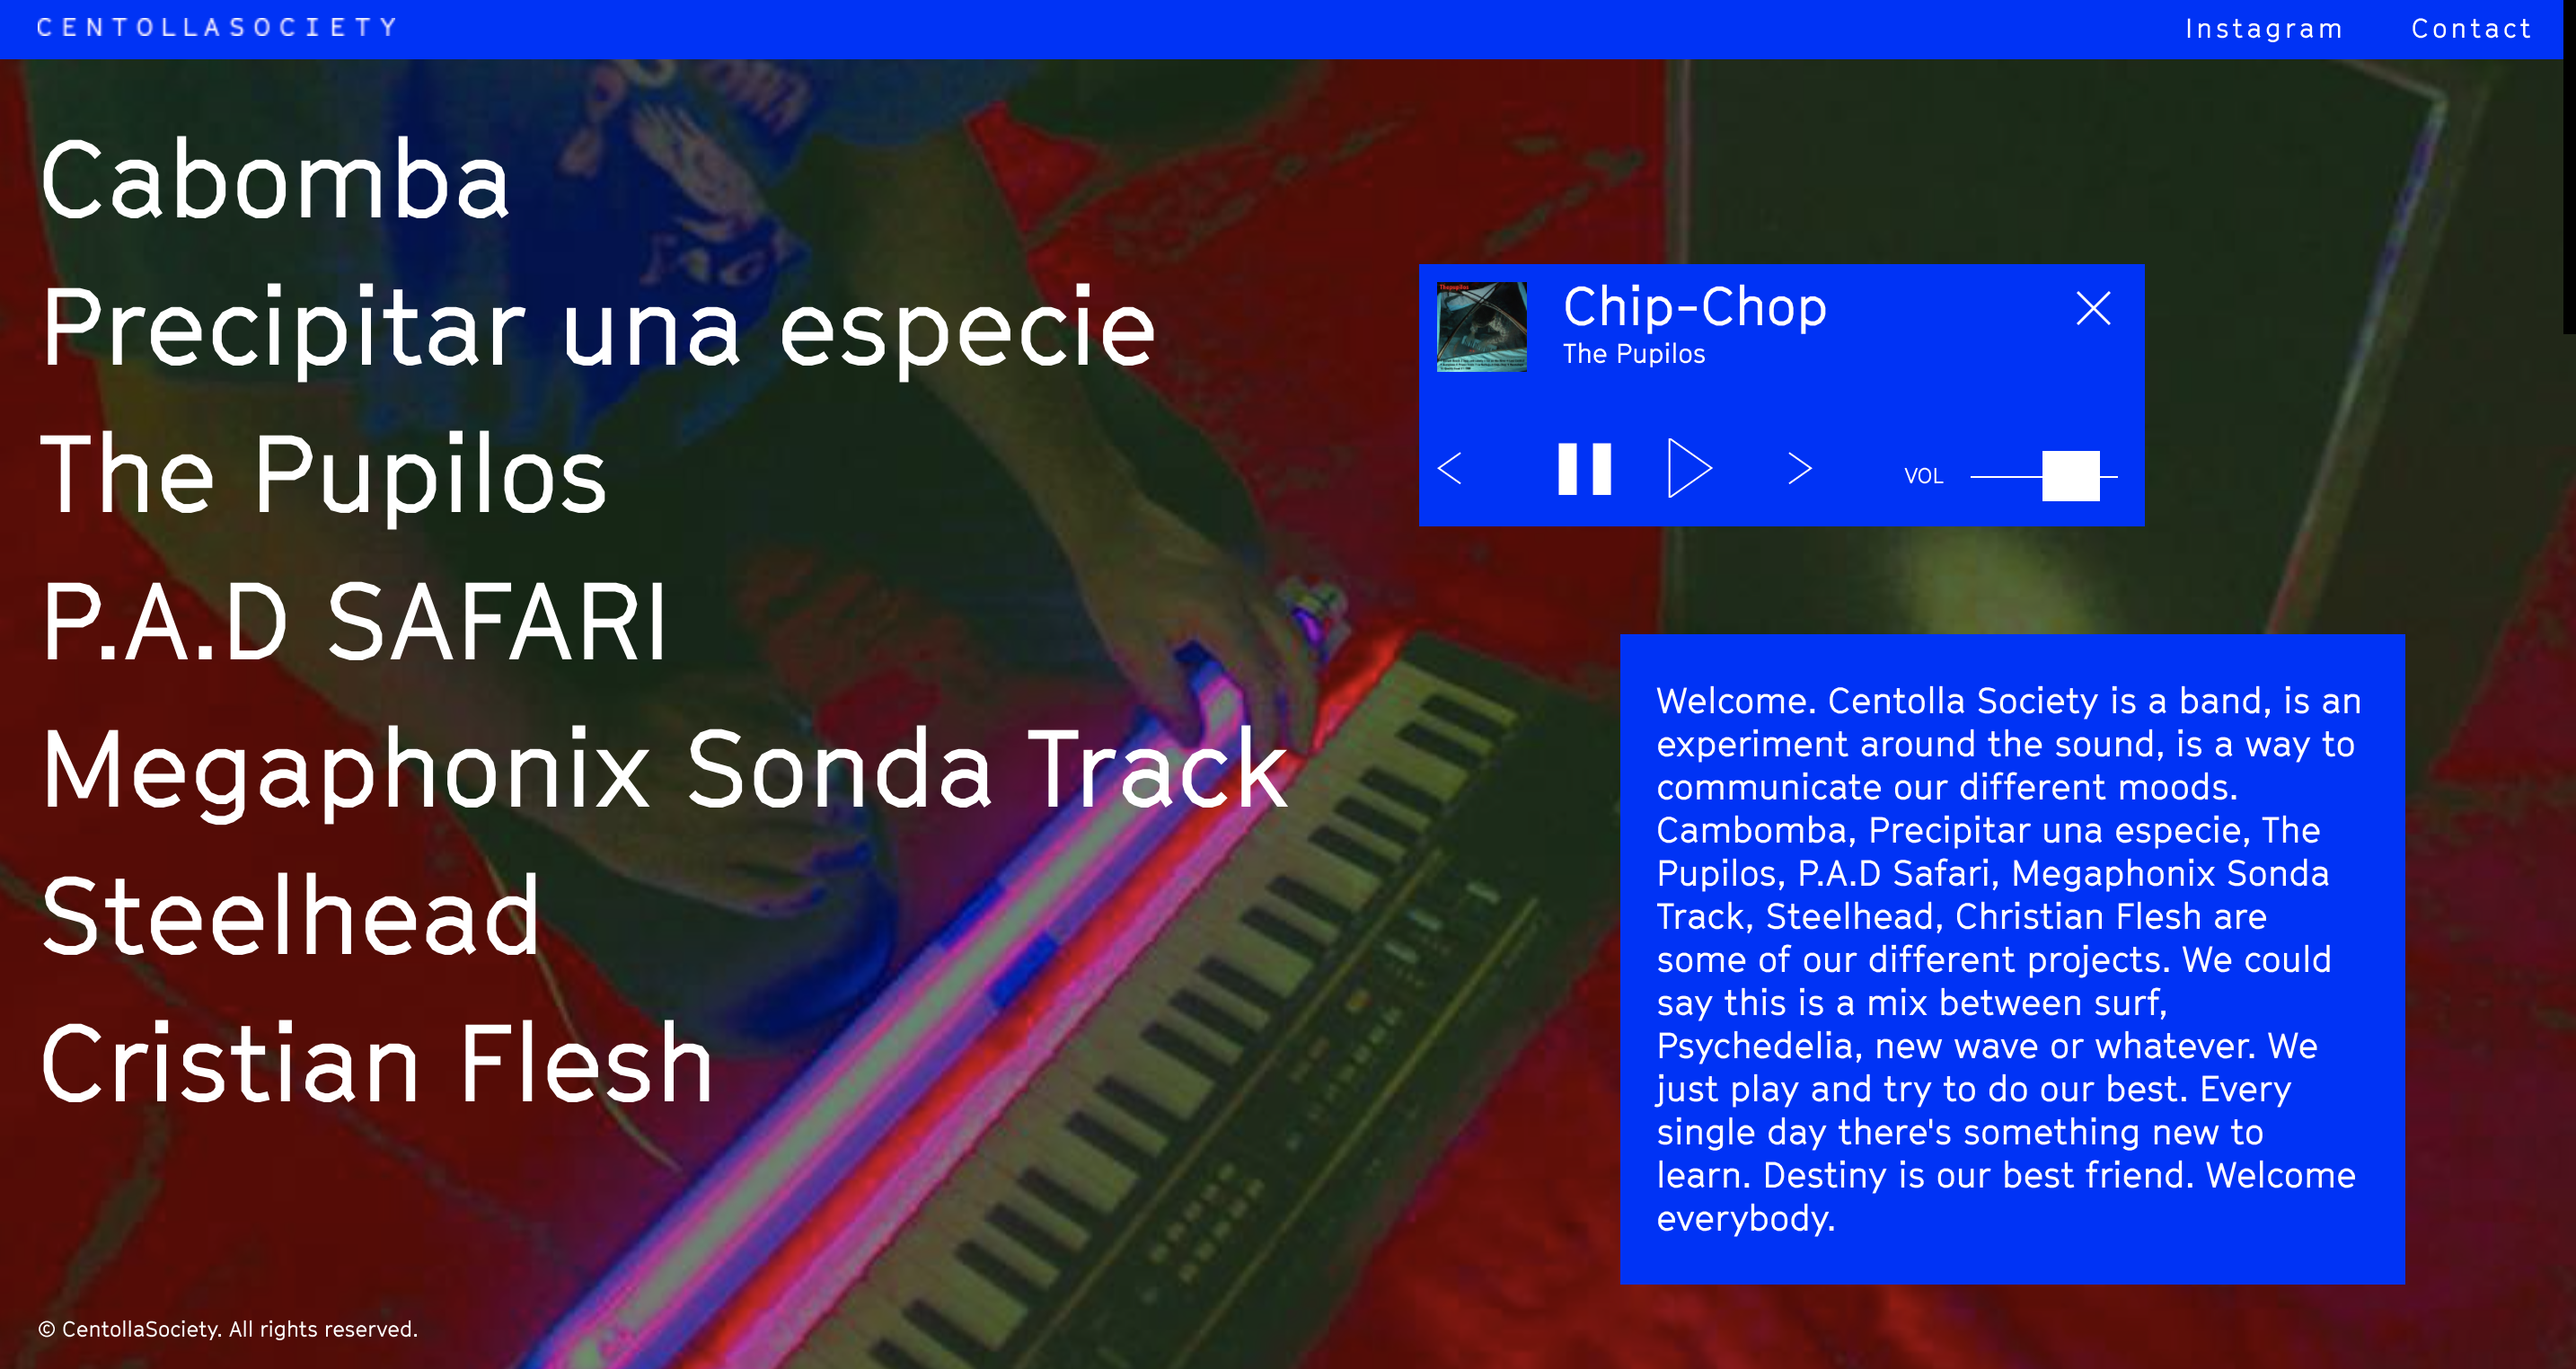 CENTOLLASOCIETY
Instagram
Contact
Cabomba
Precipitar una especie
The Pupilos
P.A.D SAFARI
Megaphonix Sonda Track
Steelhead
Cristian Flesh
Chip-Chop
The Pupilos
VOL
Welcome. Centolla Society is a band, is an
experiment around the sound, is a way to
communicate our different moods.
Cambomba, Precipitar una especie, The
Pupilos, P.A.D Safari, Megaphonix Sonda
Track, Steelhead, Christian Flesh are
some of our different projects. We could
say this is a mix between surf,
Psychedelia, new wave or whatever. We
just play and try to do our best. Every
single day there's something new to
learn. Destiny is our best friend. Welcome
everybody.
© CentollaSociety. All rights reserved.